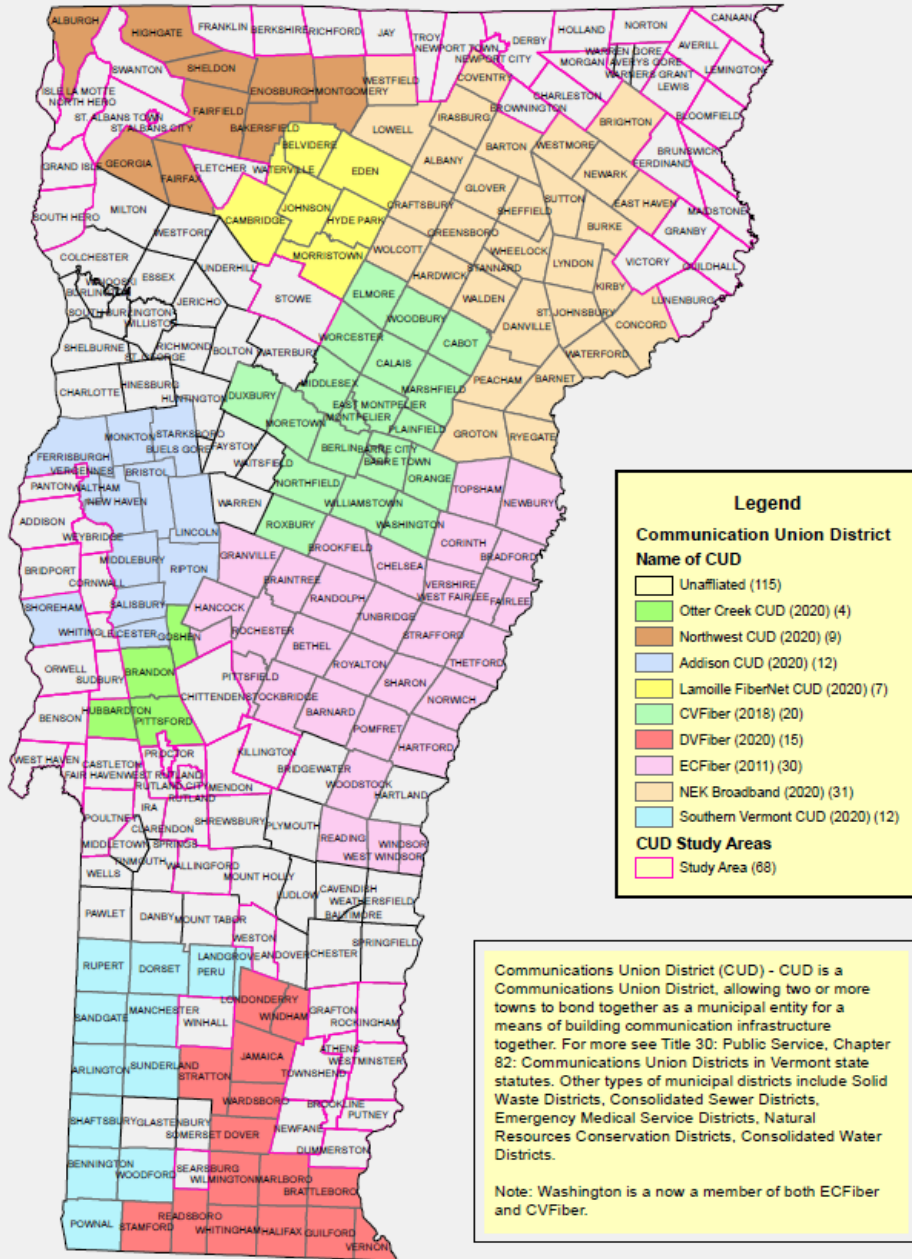 ALBURGH
HIGHGATE
FRANKLIN
BERKSHIRE
RICHFORD
JAY
TROY
NEWPORT TOWN
NEWPORT CITY
DERBY
HOLLAND
NORTON
CANAAN
WARREN GORE
AVERYS GORE
WARNERS GRANT
MORGAN
AVERILL
LEMINGTON
LEWIS
SWANTON
SHELDON
ISLE LA MOTTE
NORTH HERO
ENOSBURGH
MONTGOMERY
WESTFIELD
COVENTRY
BROWNINGTON
CHARLESTON
BLOOMFIELD
ST. ALBANS TOWN
ST. ALBANS CITY
FAIRFIELD
BAKERSFIELD
LOWELL
IRASBURG
BRIGHTON
BRUNSWICK
FERDINAND
GRAND ISLE
GEORGIA
FAIRFAX
FLETCHER
WATERVILLE
BELVIDERE
EDEN
ALBANY
BARTON
WESTMORE
NEWARK
MAIDSTONE
SOUTH HERO
MILTON
WESTFORD
CAMBRIDGE
JOHNSON
HYDE PARK
CRAFTSBURY
GLOVER
SHEFFIELD
SUTTON
EAST HAVEN
GRANBY
COLCHESTER
ESSEX
UNDERHILL
MORRISTOWN
WOLCOTT
GREENSBORO
WHEELOCK
BURKE
VICTORY
GUILDHALL
WINOOSKI
BURLINGTON
SOUTH BURLINGTON
WILLISTON
JERICHO
STOWE
ELMORE
HARDWICK
STANNARD
LYNDON
KIRBY
LUNENBURG
SHELBURNE
ST. GEORGE
RICHMOND
BOLTON
WATERBURY
WORCESTER
WOODBURY
WALDEN
DANVILLE
ST. JOHNSBURY
CONCORD
CABOT
CALAIS
WATERFORD
CHARLOTTE
HINESBURG
HUNTINGTON
DUXBURY
MIDDLESEX
MARSHFIELD
PEACHAM
BARNET
EAST MONTPELIER
MONTPELIER
PLAINFIELD
MORETOWN
GROTON
RYEGATE
FERRISBURGH
MONKTON
STARKSBORO
BUELS GORE
FAYSTON
WAITSFIELD
BERLIN
BARRE CITY
BARRE TOWN
ORANGE
VERGENNES
BRISTOL
PANTON
WALTHAM
NEW HAVEN
WARREN
NORTHFIELD
WILLIAMSTOWN
WASHINGTON
TOPSHAM
NEWBURY
ADDISON
WEYBRIDGE
LINCOLN
ROXBURY
BROOKFIELD
CORINTH
BRADFORD
BRIDPORT
MIDDLEBURY
RIPTON
GRANVILLE
BRAINTREE
CHELSEA
VERSHIRE
WEST FAIRLEE
FAIRLEE
CORNWALL
SHOREHAM
SALISBURY
HANCOCK
RANDOLPH
TUNBRIDGE
WHITING
LEICESTER
GOSHEN
ROCHESTER
BETHEL
STRAFFORD
ORWELL
SUDBURY
BRANDON
PITTSFIELD
ROYALTON
THETFORD
CHITTENDEN
STOCKBRIDGE
SHARON
NORWICH
BENSON
HUBBARDTON
PITTSFORD
BARNARD
POMFRET
HARTFORD
WEST HAVEN
FAIR HAVEN
CASTLETON
PROCTOR
WEST RUTLAND
RUTLAND CITY
RUTLAND
MENDON
KILLINGTON
BRIDGEWATER
WOODSTOCK
HARTLAND
POULTNEY
IRA
CLARENDON
SHREWSBURY
PLYMOUTH
READING
WINDSOR
WEST WINDSOR
MIDDLETOWN SPRINGS
TINMOUTH
WELLS
WALLINGFORD
MOUNT HOLLY
LUDLOW
CAVENDISH
WEATHERSFIELD
BALTIMORE
PAWLET
DANBY
MOUNT TABOR
WESTON
ANDOVER
CHESTER
SPRINGFIELD
RUPERT
DORSET
LANDGROVE
PERU
LONDONDERRY
WINDHAM
GRAFTON
ROCKINGHAM
SANDGATE
MANCHESTER
WINHALL
JAMAICA
ATHENS
WESTMINSTER
TOWNSHEND
ARLINGTON
SUNDERLAND
STRATTON
WARDSBORO
BROOKLINE
PUTNEY
SHAFTSBURY
GLASTENBURY
SOMERSET
DOVER
NEWFANE
DUMMERSTON
BENNINGTON
WOODFORD
SEARSBURG
WILMINGTON
MARLBORO
BRATTLEBORO
POWNAL
STAMFORD
READSBORO
WHITINGHAM
HALIFAX
GUILFORD
VERNON
Legend
Communication Union District
Name of CUD
Unaffliated (115)
Otter Creek CUD (2020) (4)
Northwest CUD (2020) (9)
Addison CUD (2020) (12)
Lamoille FiberNet CUD (2020) (7)
CVFiber (2018) (20)
DVFiber (2020) (15)
ECFiber (2011) (30)
NEK Broadband (2020) (31)
Southern Vermont CUD (2020) (12)
CUD Study Areas
Study Area (68)
Communications Union District (CUD) - CUD is a
Communications Union District, allowing two or more
towns to bond together as a municipal entity for a
means of building communication infrastructure
together. For more see Title 30: Public Service, Chapter
82: Communications Union Districts in Vermont state
statutes. Other types of municipal districts include Solid
Waste Districts, Consolidated Sewer Districts,
Emergency Medical Service Districts, Natural
Resources Conservation Districts, Consolidated Water
Districts.
Note: Washington is a now a member of both ECFiber
and CVFiber.